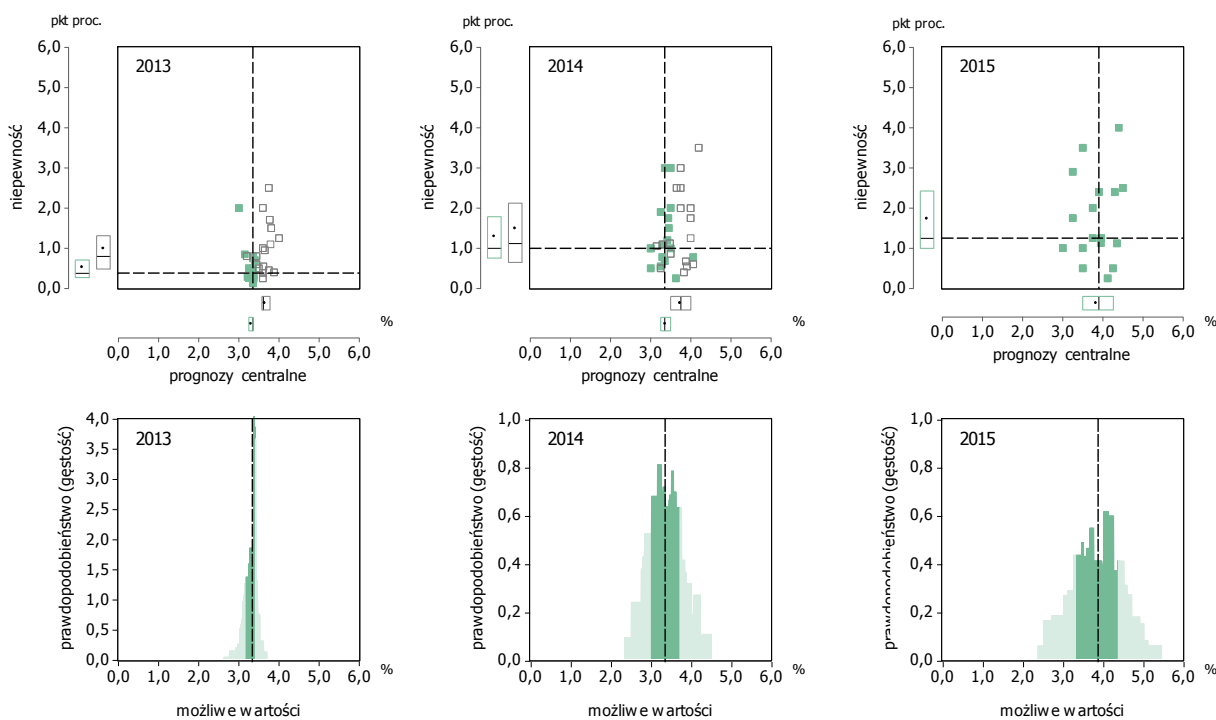 pkt proc.
pkt proc.
pkt proc.
6,0
5,0
4,0
3,0
2,0
1,0
0,0
niepewność
2013
%
0,0 1,0 2,0 3,0 4,0 5,0 6,0
prognozy centralne
6,0
5,0
4,0
3,0
2,0
1,0
0,0
niepewność
2014
%
0,0 1,0 2,0 3,0 4,0 5,0 6,0
prognozy centralne
6,0
5,0
4,0
3,0
2,0
1,0
0,0
niepewność
2015
%
0,0 1,0 2,0 3,0 4,0 5,0 6,0
prognozy centralne
4,0
3,5
3,0
2,5
2,0
1,5
1,0
0,5
0,0
prawdopodobieństwo (gęstość)
2013
%
0,0 1,0 2,0 3,0 4,0 5,0 6,0
możliwe wartości
1,0
0,8
0,6
0,4
0,2
0,0
prawdopodobieństwo (gęstość)
2014
%
0,0 1,0 2,0 3,0 4,0 5,0 6,0
możliwe wartości
1,0
0,8
0,6
0,4
0,2
0,0
prawdopodobieństwo (gęstość)
2015
%
0,0 1,0 2,0 3,0 4,0 5,0 6,0
możliwe wartości